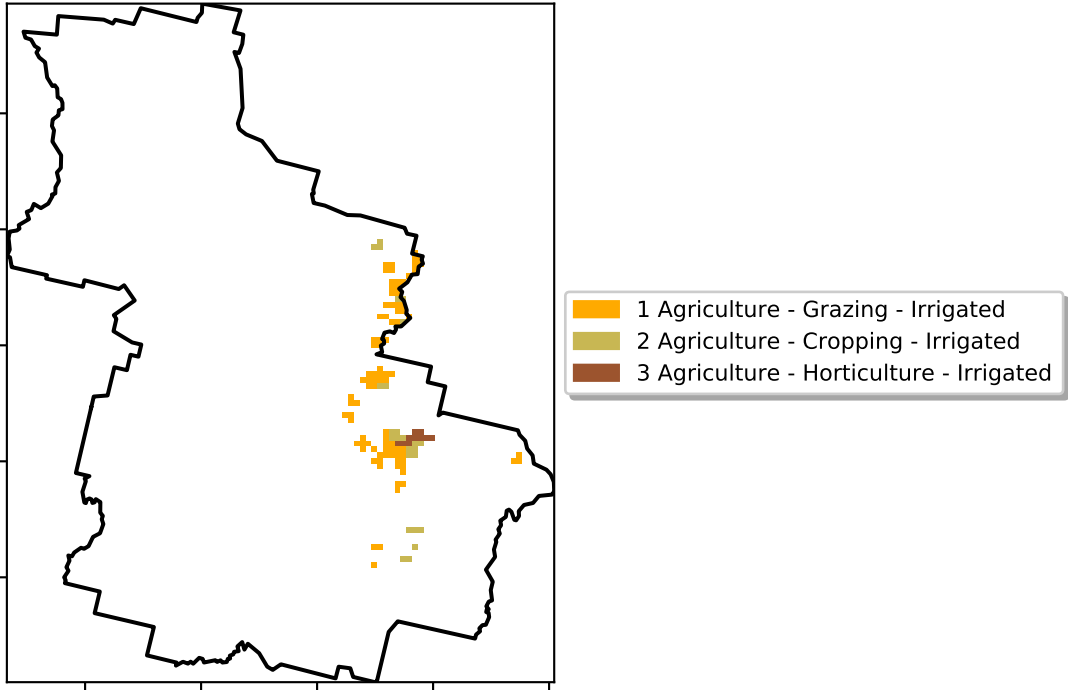 1 Agriculture - Grazing - Irrigated
2 Agriculture - Cropping - Irrigated
3 Agriculture - Horticulture - Irrigated